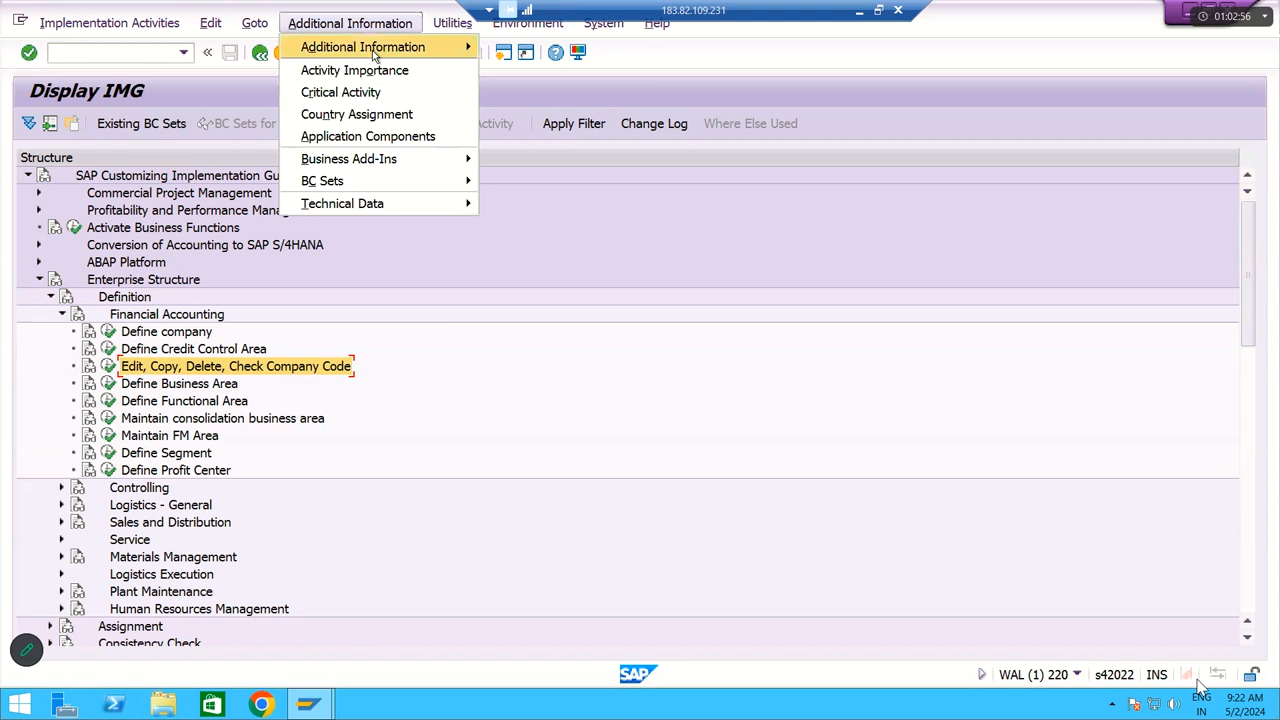 183.82.109.231
01:02:56
Implementation Activities Edit Goto Additional Information Utilities Environment System Help
Additional Information
Activity Importance
Critical Activity
Country Assignment
Application Components
Business Add-Ins
BC Sets
Technical Data
Display IMG
Existing BC Sets BC Sets for Activity Apply Filter Change Log Where Else Used
Structure
SAP Customizing Implementation Gu
Commercial Project Management
Profitability and Performance Mana
Activate Business Functions
Conversion of Accounting to SAP S/4HANA
ABAP Platform
Enterprise Structure
Definition
Financial Accounting
Define company
Define Credit Control Area
Edit, Copy, Delete, Check Company Code
Define Business Area
Define Functional Area
Maintain consolidation business area
Maintain FM Area
Define Segment
Define Profit Center
Controlling
Logistics - General
Sales and Distribution
Service
Materials Management
Logistics Execution
Plant Maintenance
Human Resources Management
Assignment
Consistency Check
SAP WAL (1) 220 s42022 INS
ENG 9:22 AM
IN 5/2/2024